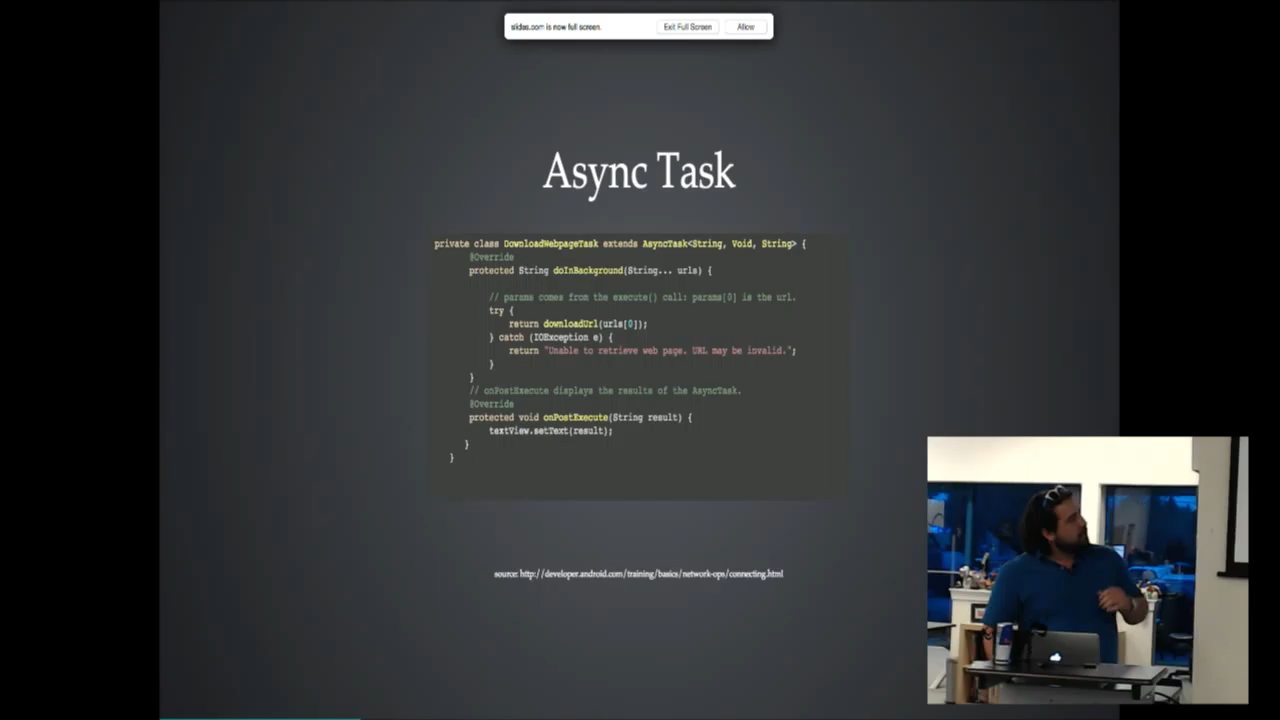 slides.com is now full screen.
Exit Full Screen
Allow
Async Task
private class DownloadWebpageTask extends AsyncTask<String, Void, String> {
@Override
protected String doInBackground(String... urls) {
// params comes from the execute() call: params[0] is the url.
try {
return downloadUrl(urls[0]);
} catch (IOException e) {
return "Unable to retrieve web page. URL may be invalid.";
}
}
// onPostExecute displays the results of the AsyncTask.
@Override
protected void onPostExecute(String result) {
textView.setText(result);
}
}
source: http://developer.android.com/training/basics/network-ops/connecting.html